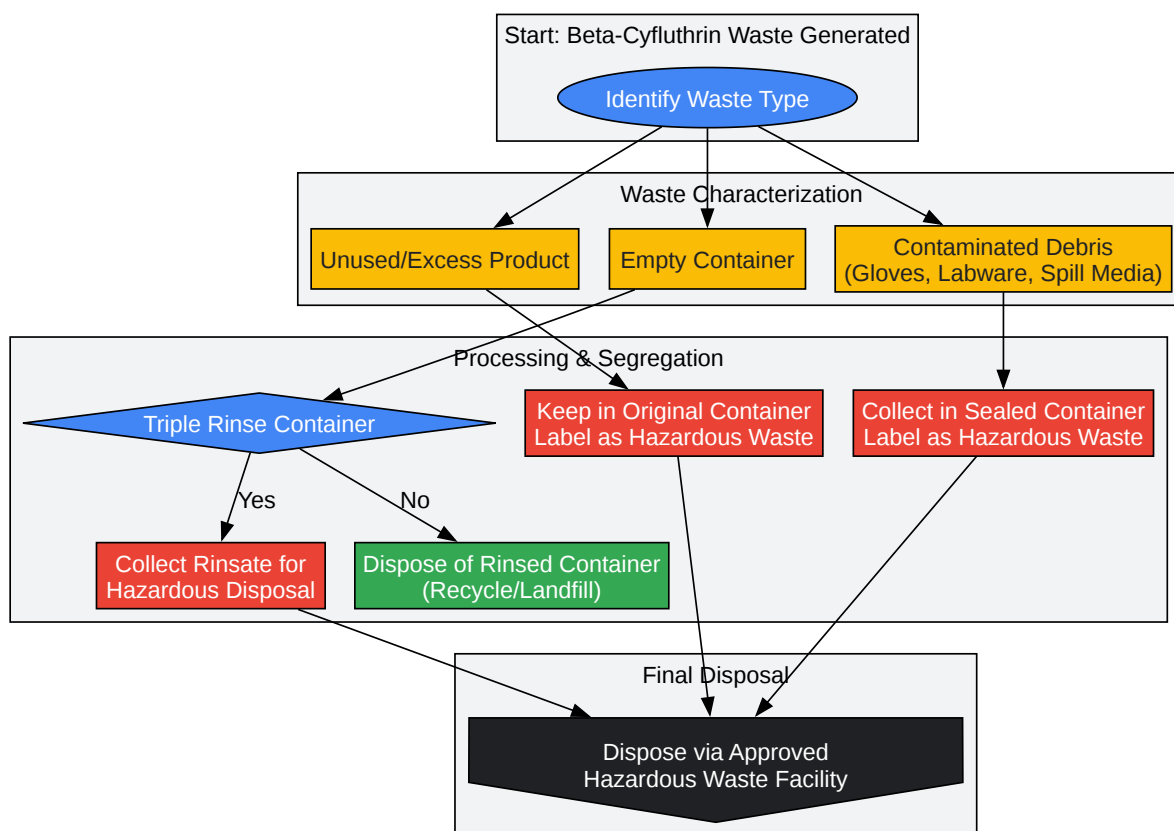 Start: Beta-Cyfluthrin Waste Generated
Identify Waste Type
Waste Characterization
Unused/Excess Product
Empty Container
Contaminated Debris
(Gloves, Labware, Spill Media)
Processing & Segregation
Triple Rinse Container
Keep in Original Container
Label as Hazardous Waste
Collect in Sealed Container
Label as Hazardous Waste
Yes
No
Collect Rinsate for
Hazardous Disposal
Dispose of Rinsed Container
(Recycle/Landfill)
Final Disposal
Dispose via Approved
Hazardous Waste Facility